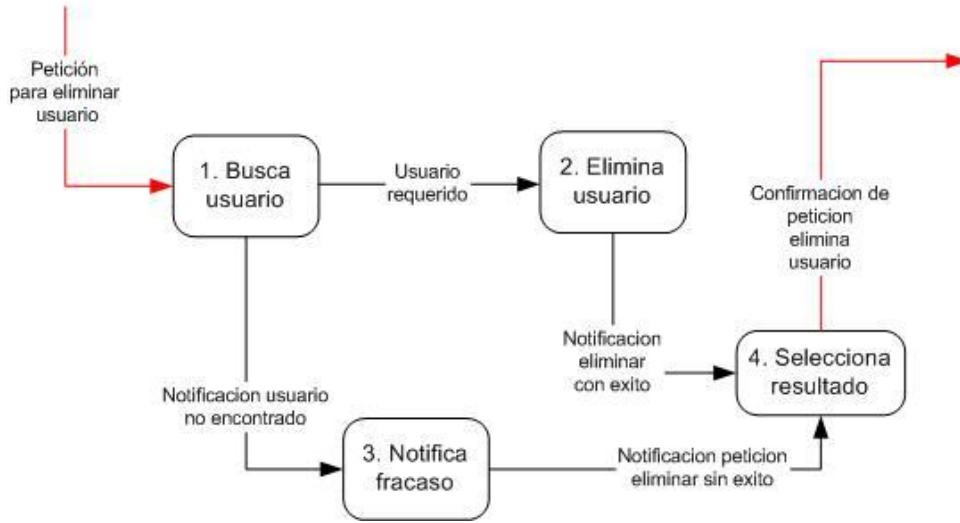 Petición
para eliminar
usuario
1. Busca
usuario
Usuario
requerido
2. Elimina
usuario
Confirmacion de
peticion
elimina
usuario
Notificacion
eliminar
con exito
4. Selecciona
resultado
Notificacion usuario
no encontrado
3. Notifica
fracaso
Notificacion peticion
eliminar sin exito